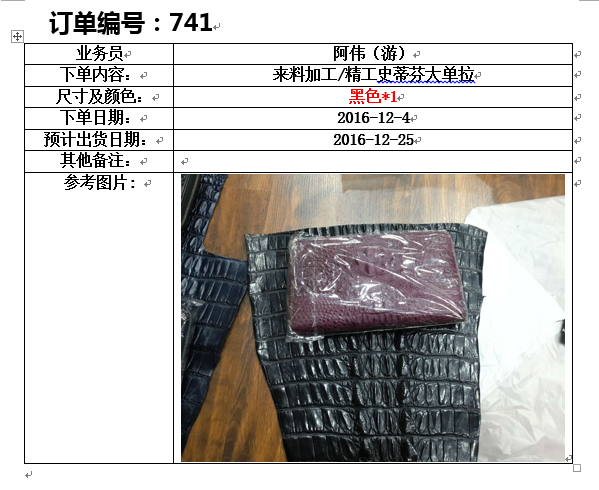 订单编号：741
业务员 阿伟（游）
下单内容： 来料加工/精工史蒂芬大单拉
尺寸及颜色： 黑色*1
下单日期： 2016-12-4
预计出货日期： 2016-12-25
其他备注：
参考图片：